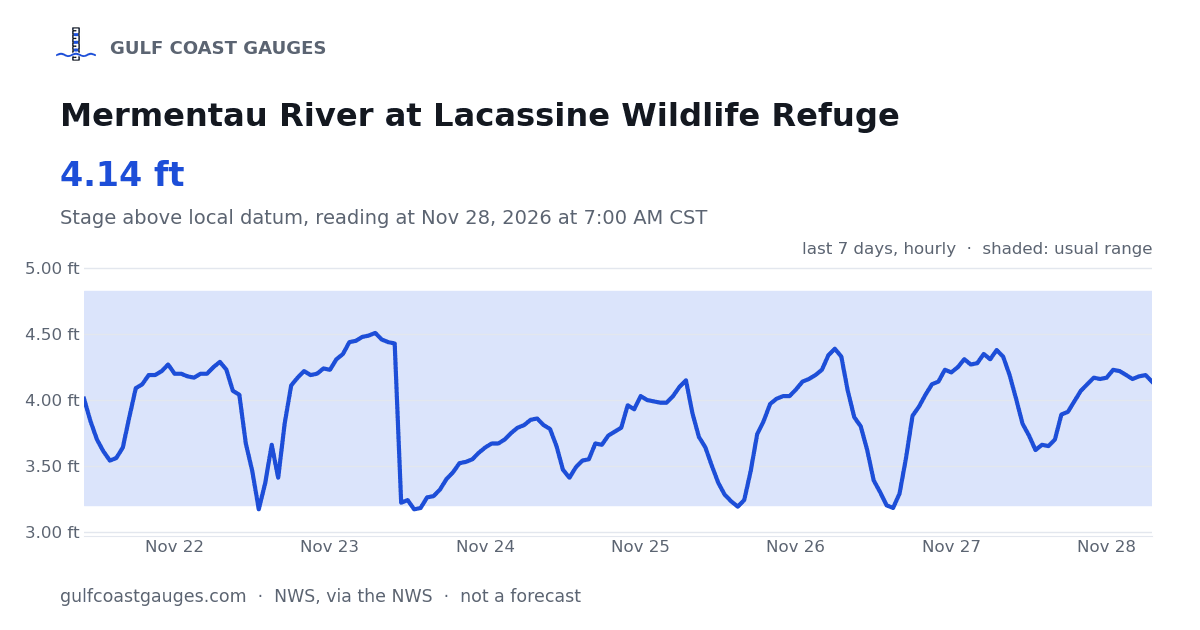 GULF COAST GAUGES
Mermentau River at Lacassine Wildlife Refuge
4.14 ft
Stage above local datum, reading at Nov 28, 2026 at 7:00 AM CST
last 7 days, hourly · shaded: usual range
5.00 ft
4.50 ft
4.00 ft
3.50 ft
3.00 ft
Nov 22 Nov 23 Nov 24 Nov 25 Nov 26 Nov 27 Nov 28
gulfcoastgauges.com · NWS, via the NWS · not a forecast